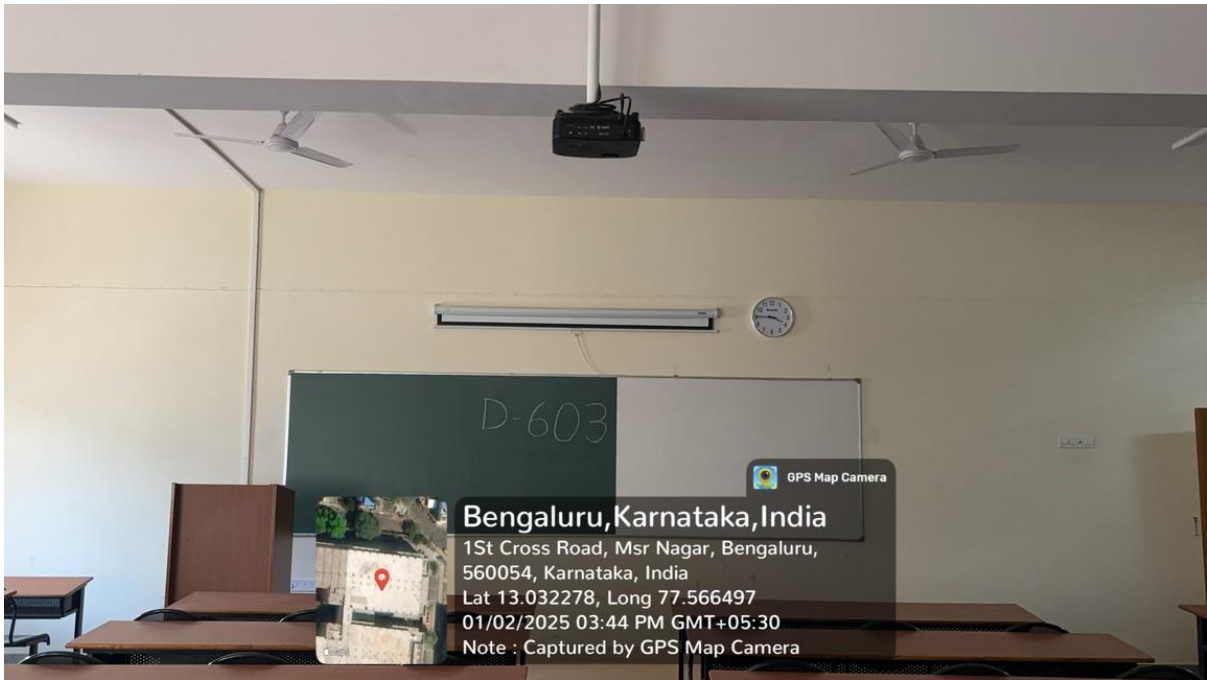 D-603
GPS Map Camera
Bengaluru,Karnataka,India
1St Cross Road, Msr Nagar, Bengaluru,
560054, Karnataka, India
Lat 13.032278, Long 77.566497
01/02/2025 03:44 PM GMT+05:30
Note : Captured by GPS Map Camera